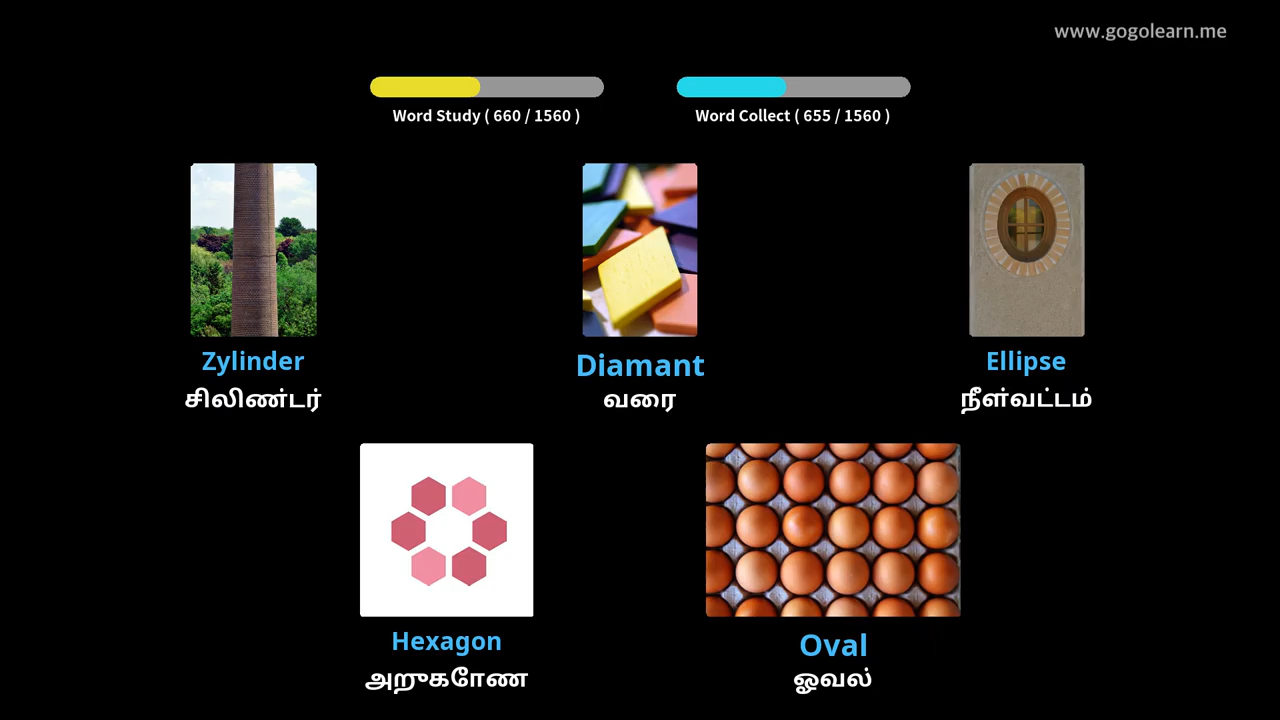 www.gogolearn.me
Word Study ( 660 / 1560 )
Word Collect ( 655 / 1560 )
Zylinder
சிலிண்டர்
Diamant
வரை
Ellipse
நீள்வட்டம்
Hexagon
அறுகோண
Oval
ஓவல்